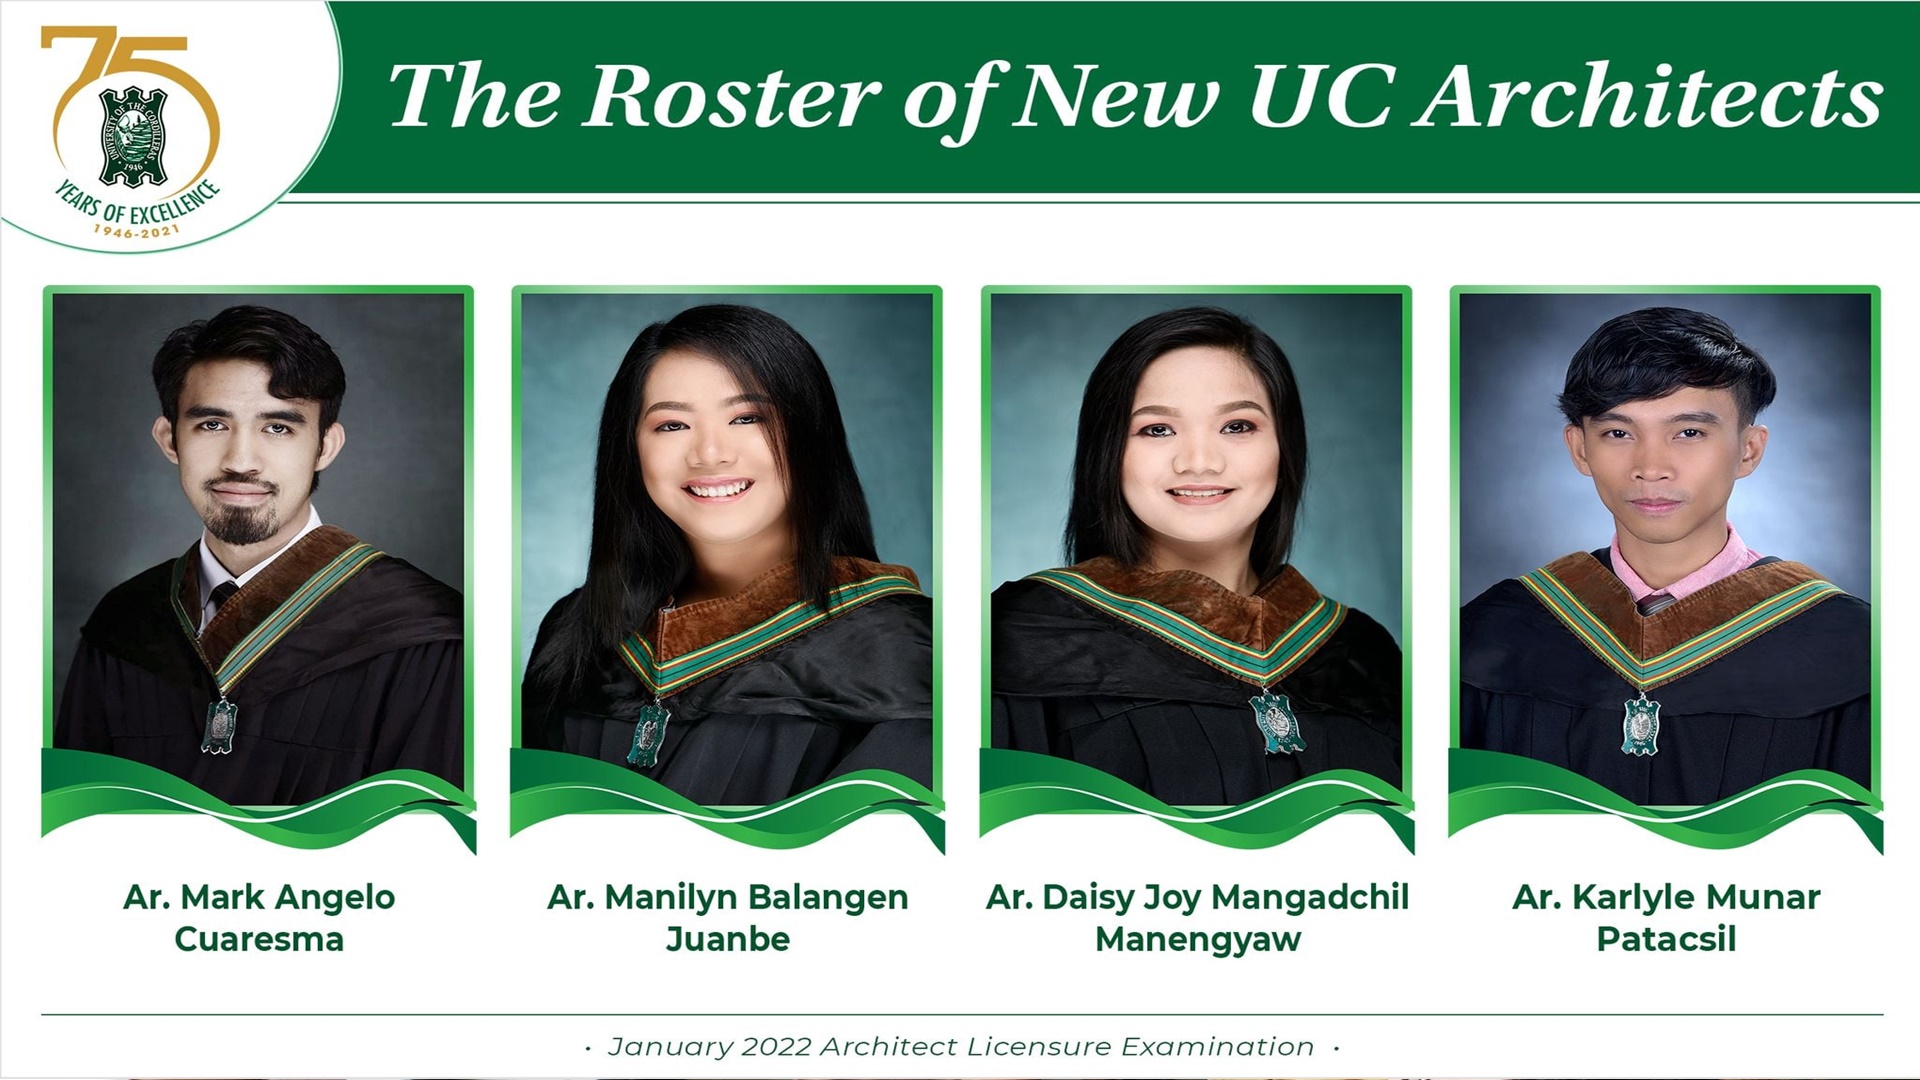 75
UNIVERSITY OF THE CORDILLERAS
1946
YEARS OF EXCELLENCE
1946-2021
The Roster of New UC Architects
Ar. Mark Angelo
Cuaresma
Ar. Manilyn Balangen
Juanbe
Ar. Daisy Joy Mangadchil
Manengyaw
Ar. Karlyle Munar
Patacsil
· January 2022 Architect Licensure Examination ·